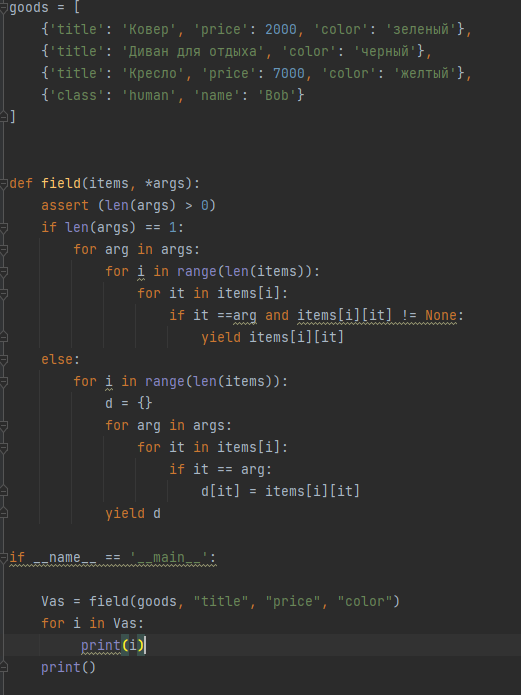 goods = [
    {'title': 'Ковер', 'price': 2000, 'color': 'зеленый'},
    {'title': 'Диван для отдыха', 'color': 'черный'},
    {'title': 'Кресло', 'price': 7000, 'color': 'желтый'},
    {'class': 'human', 'name': 'Bob'}
]
def field(items, *args):
    assert (len(args) > 0)
    if len(args) == 1:
        for arg in args:
            for i in range(len(items)):
                for it in items[i]:
                    if it ==arg and items[i][it] != None:
                        yield items[i][it]
    else:
        for i in range(len(items)):
            d = {}
            for arg in args:
                for it in items[i]:
                    if it == arg:
                        d[it] = items[i][it]
            yield d
if __name__ == '__main__':
    Vas = field(goods, "title", "price", "color")
    for i in Vas:
         print(i)
    print()